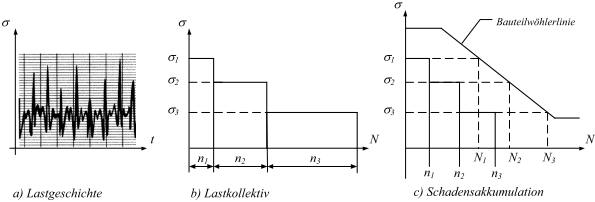 σ
t
a) Lastgeschichte
σ
σ1
σ2
σ3
N
n1
n2
n3
b) Lastkollektiv
σ
Bauteilwöhlerlinie
σ1
σ2
σ3
N
N1
N2
N3
n1
n2
n3
c) Schadensakkumulation